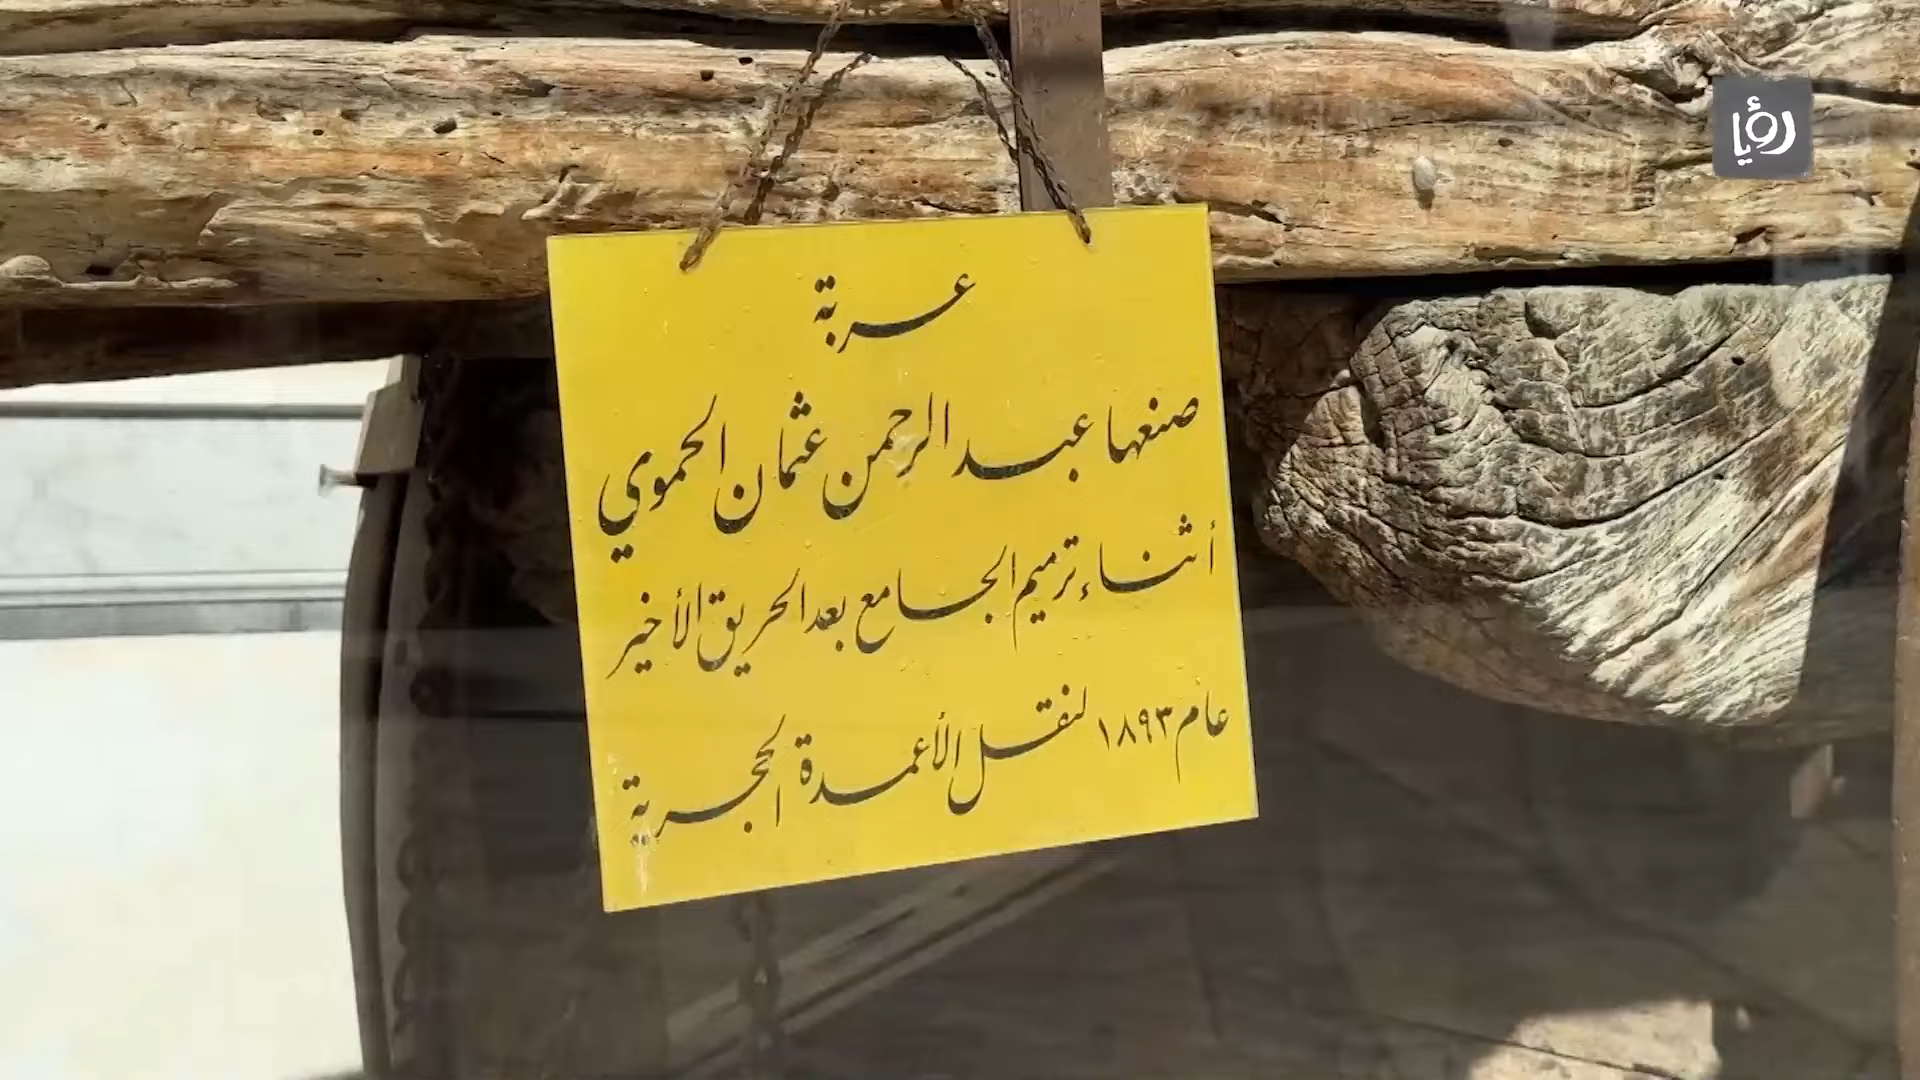 رؤيا
عربة
صنعها عبد الرحمن عثمان الحموي
أثناء ترميم الجامع بعد الحريق الأخير
عام ١٨٩٣ لنقل الأعمدة الحجرية